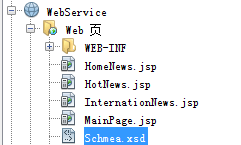 WebService
Web 页
WEB-INF
HomeNews.jsp
HotNews.jsp
InternationNews.jsp
MainPage.jsp
Schmea.xsd